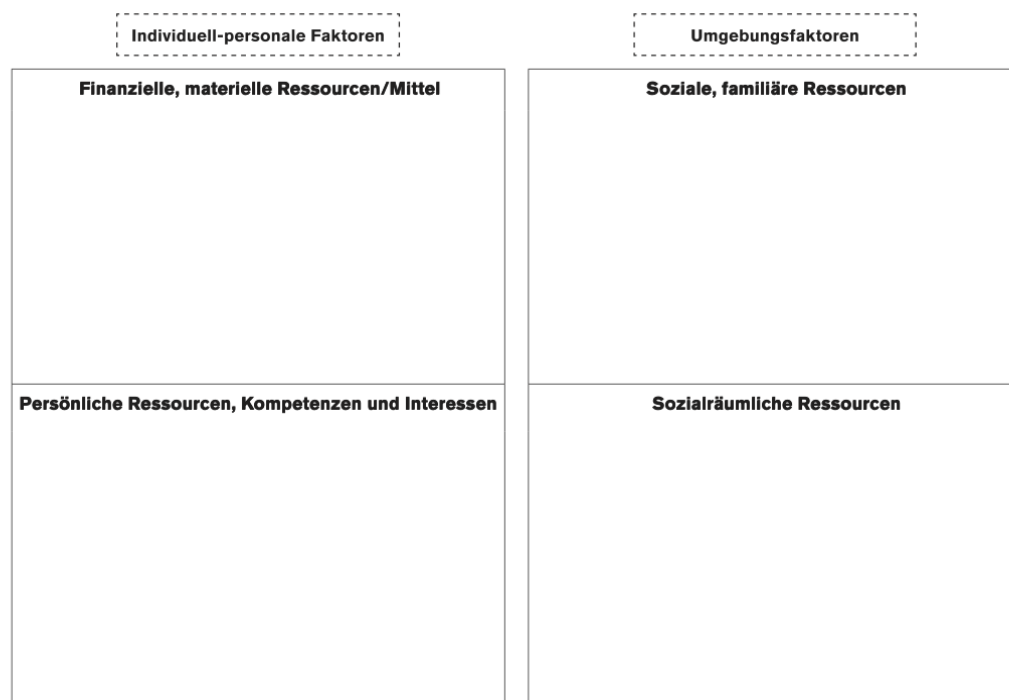 Individuell-personale Faktoren
Umgebungsfaktoren
Finanzielle, materielle Ressourcen/Mittel
Soziale, familiäre Ressourcen
Persönliche Ressourcen, Kompetenzen und Interessen
Sozialräumliche Ressourcen